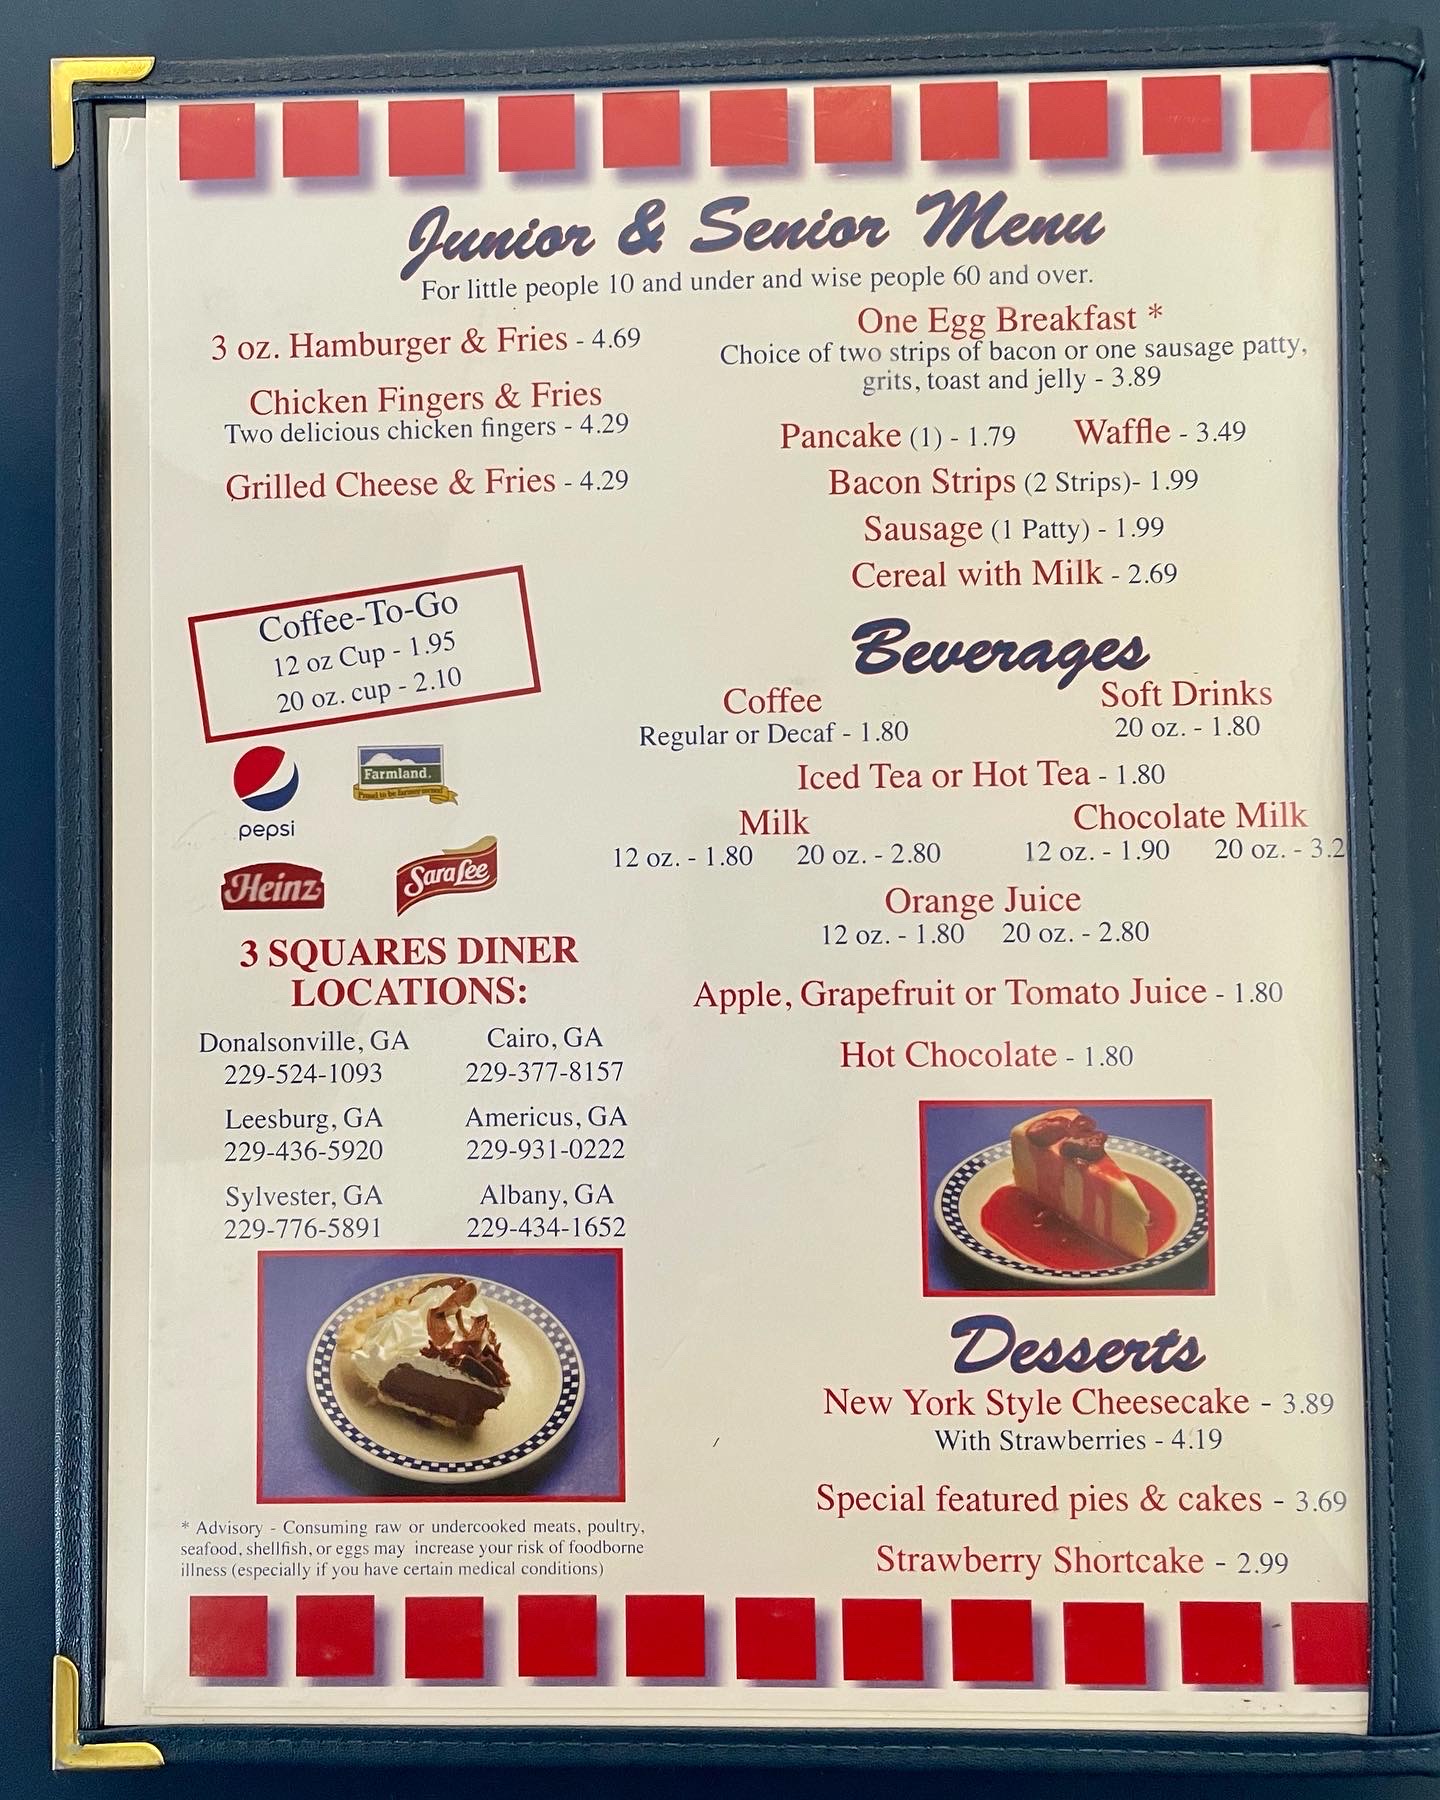 Junior & Senior Menu
For little people 10 and under and wise people 60 and over.
3 oz. Hamburger & Fries - 4.69
Chicken Fingers & Fries
Two delicious chicken fingers - 4.29
Grilled Cheese & Fries - 4.29
One Egg Breakfast *
Choice of two strips of bacon or one sausage patty,
grits, toast and jelly - 3.89
Pancake (1) - 1.79 Waffle - 3.49
Bacon Strips (2 Strips)- 1.99
Sausage (1 Patty) - 1.99
Cereal with Milk - 2.69
Coffee-To-Go
12 oz Cup - 1.95
20 oz. cup - 2.10
pepsi
Farmland.
Proud to be farmer owned
Heinz
Sara Lee
3 SQUARES DINER
LOCATIONS:
Donalsonville, GA Cairo, GA
229-524-1093 229-377-8157
Leesburg, GA Americus, GA
229-436-5920 229-931-0222
Sylvester, GA Albany, GA
229-776-5891 229-434-1652
Beverages
Coffee Soft Drinks
Regular or Decaf - 1.80 20 oz. - 1.80
Iced Tea or Hot Tea - 1.80
Milk Chocolate Milk
12 oz. - 1.80 20 oz. - 2.80 12 oz. - 1.90 20 oz. - 3.2
Orange Juice
12 oz. - 1.80 20 oz. - 2.80
Apple, Grapefruit or Tomato Juice - 1.80
Hot Chocolate - 1.80
Desserts
New York Style Cheesecake - 3.89
With Strawberries - 4.19
Special featured pies & cakes - 3.69
Strawberry Shortcake - 2.99
* Advisory - Consuming raw or undercooked meats, poultry,
seafood, shellfish, or eggs may increase your risk of foodborne
illness (especially if you have certain medical conditions)